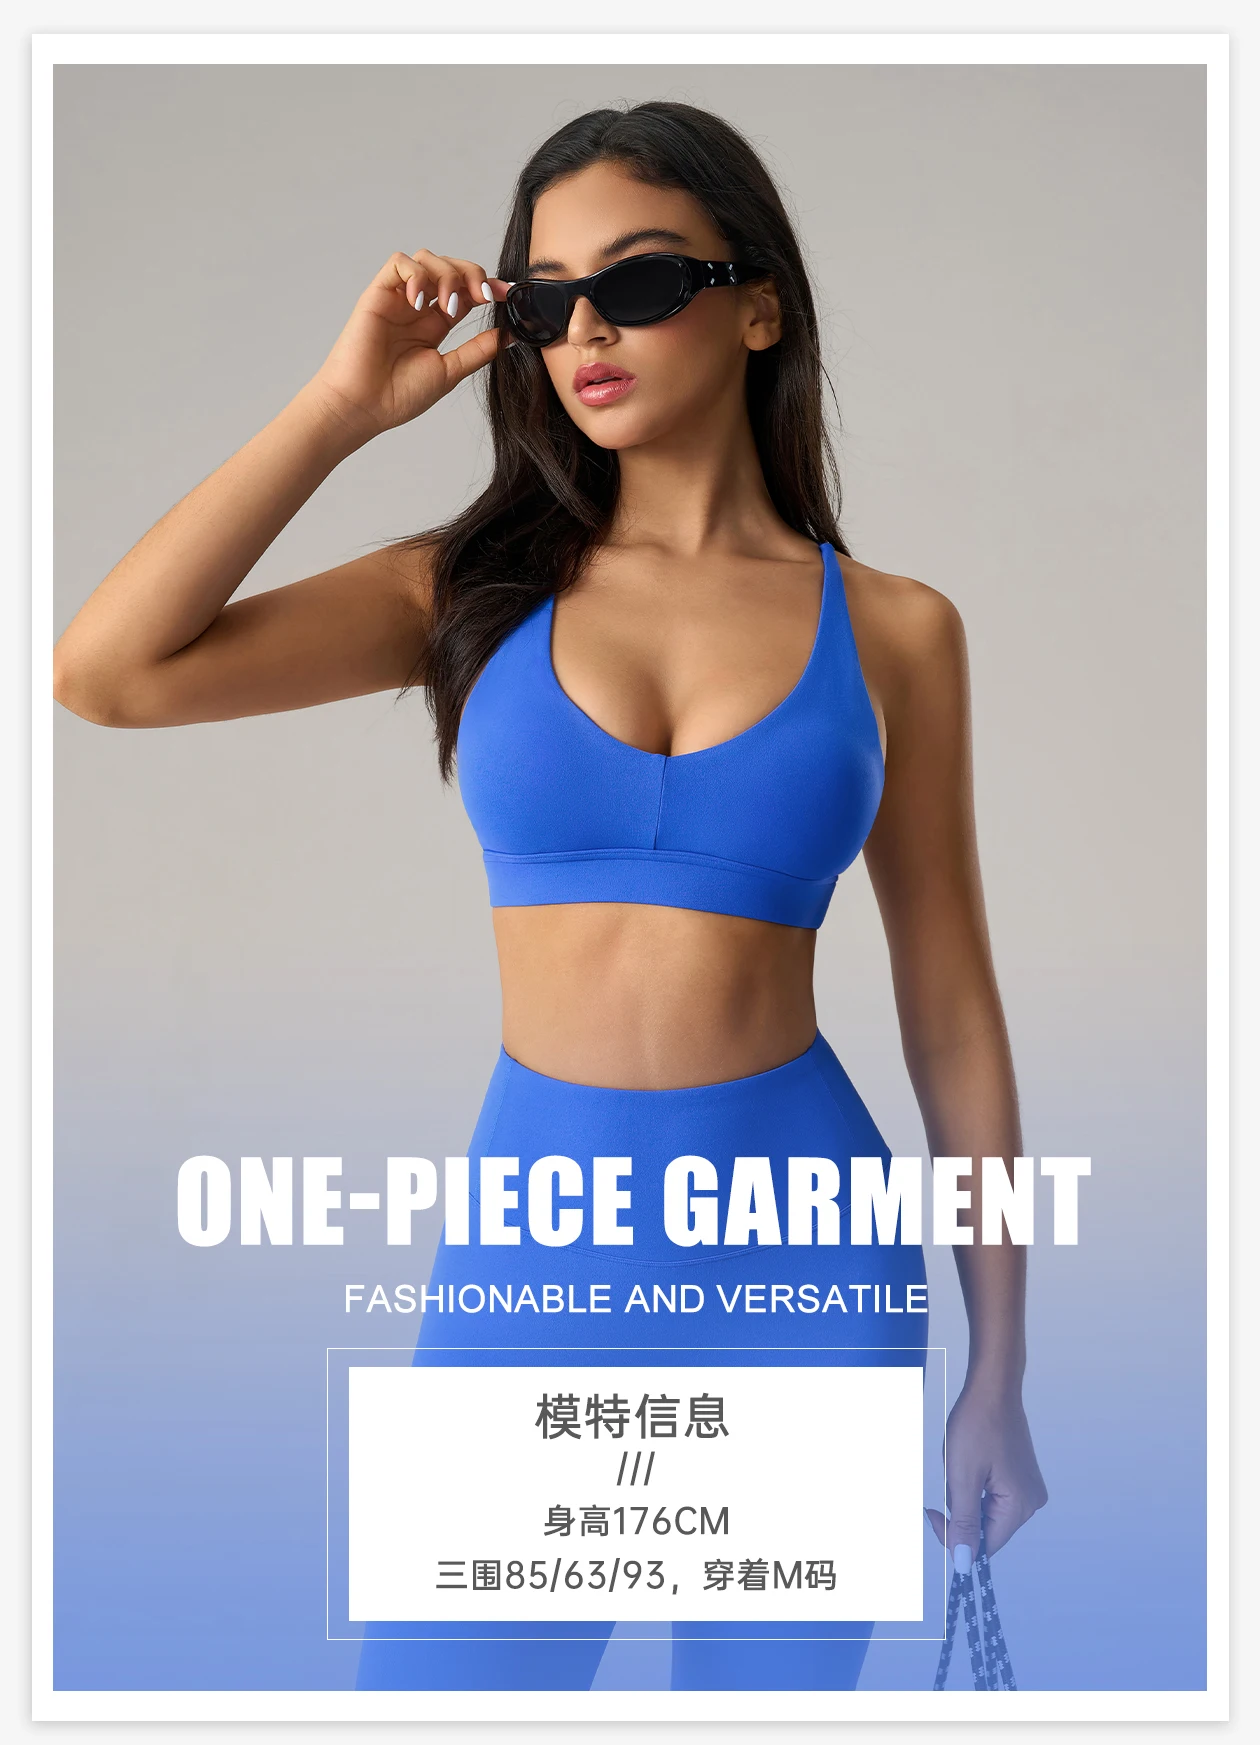 ONE-PIECE GARMENT
FASHIONABLE AND VERSATILE
模特信息
///
身高176CM
三围85/63/93，穿着M码